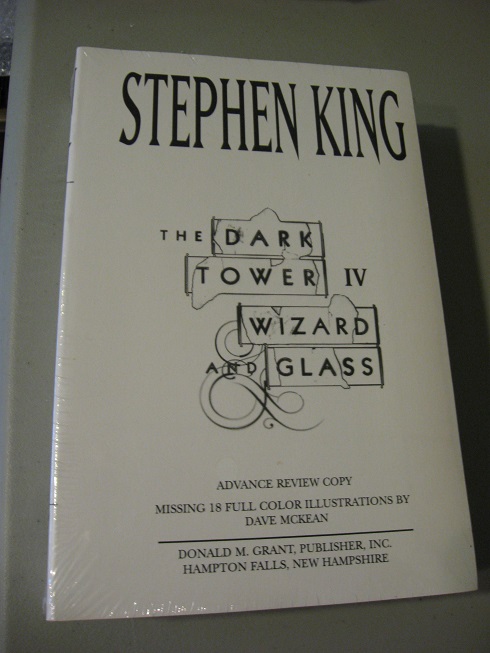 STEPHEN KING
THE DARK
TOWER IV
WIZARD
AND GLASS
ADVANCE REVIEW COPY
MISSING 18 FULL COLOR ILLUSTRATIONS BY
DAVE MCKEAN
DONALD M. GRANT, PUBLISHER, INC.
HAMPTON FALLS, NEW HAMPSHIRE